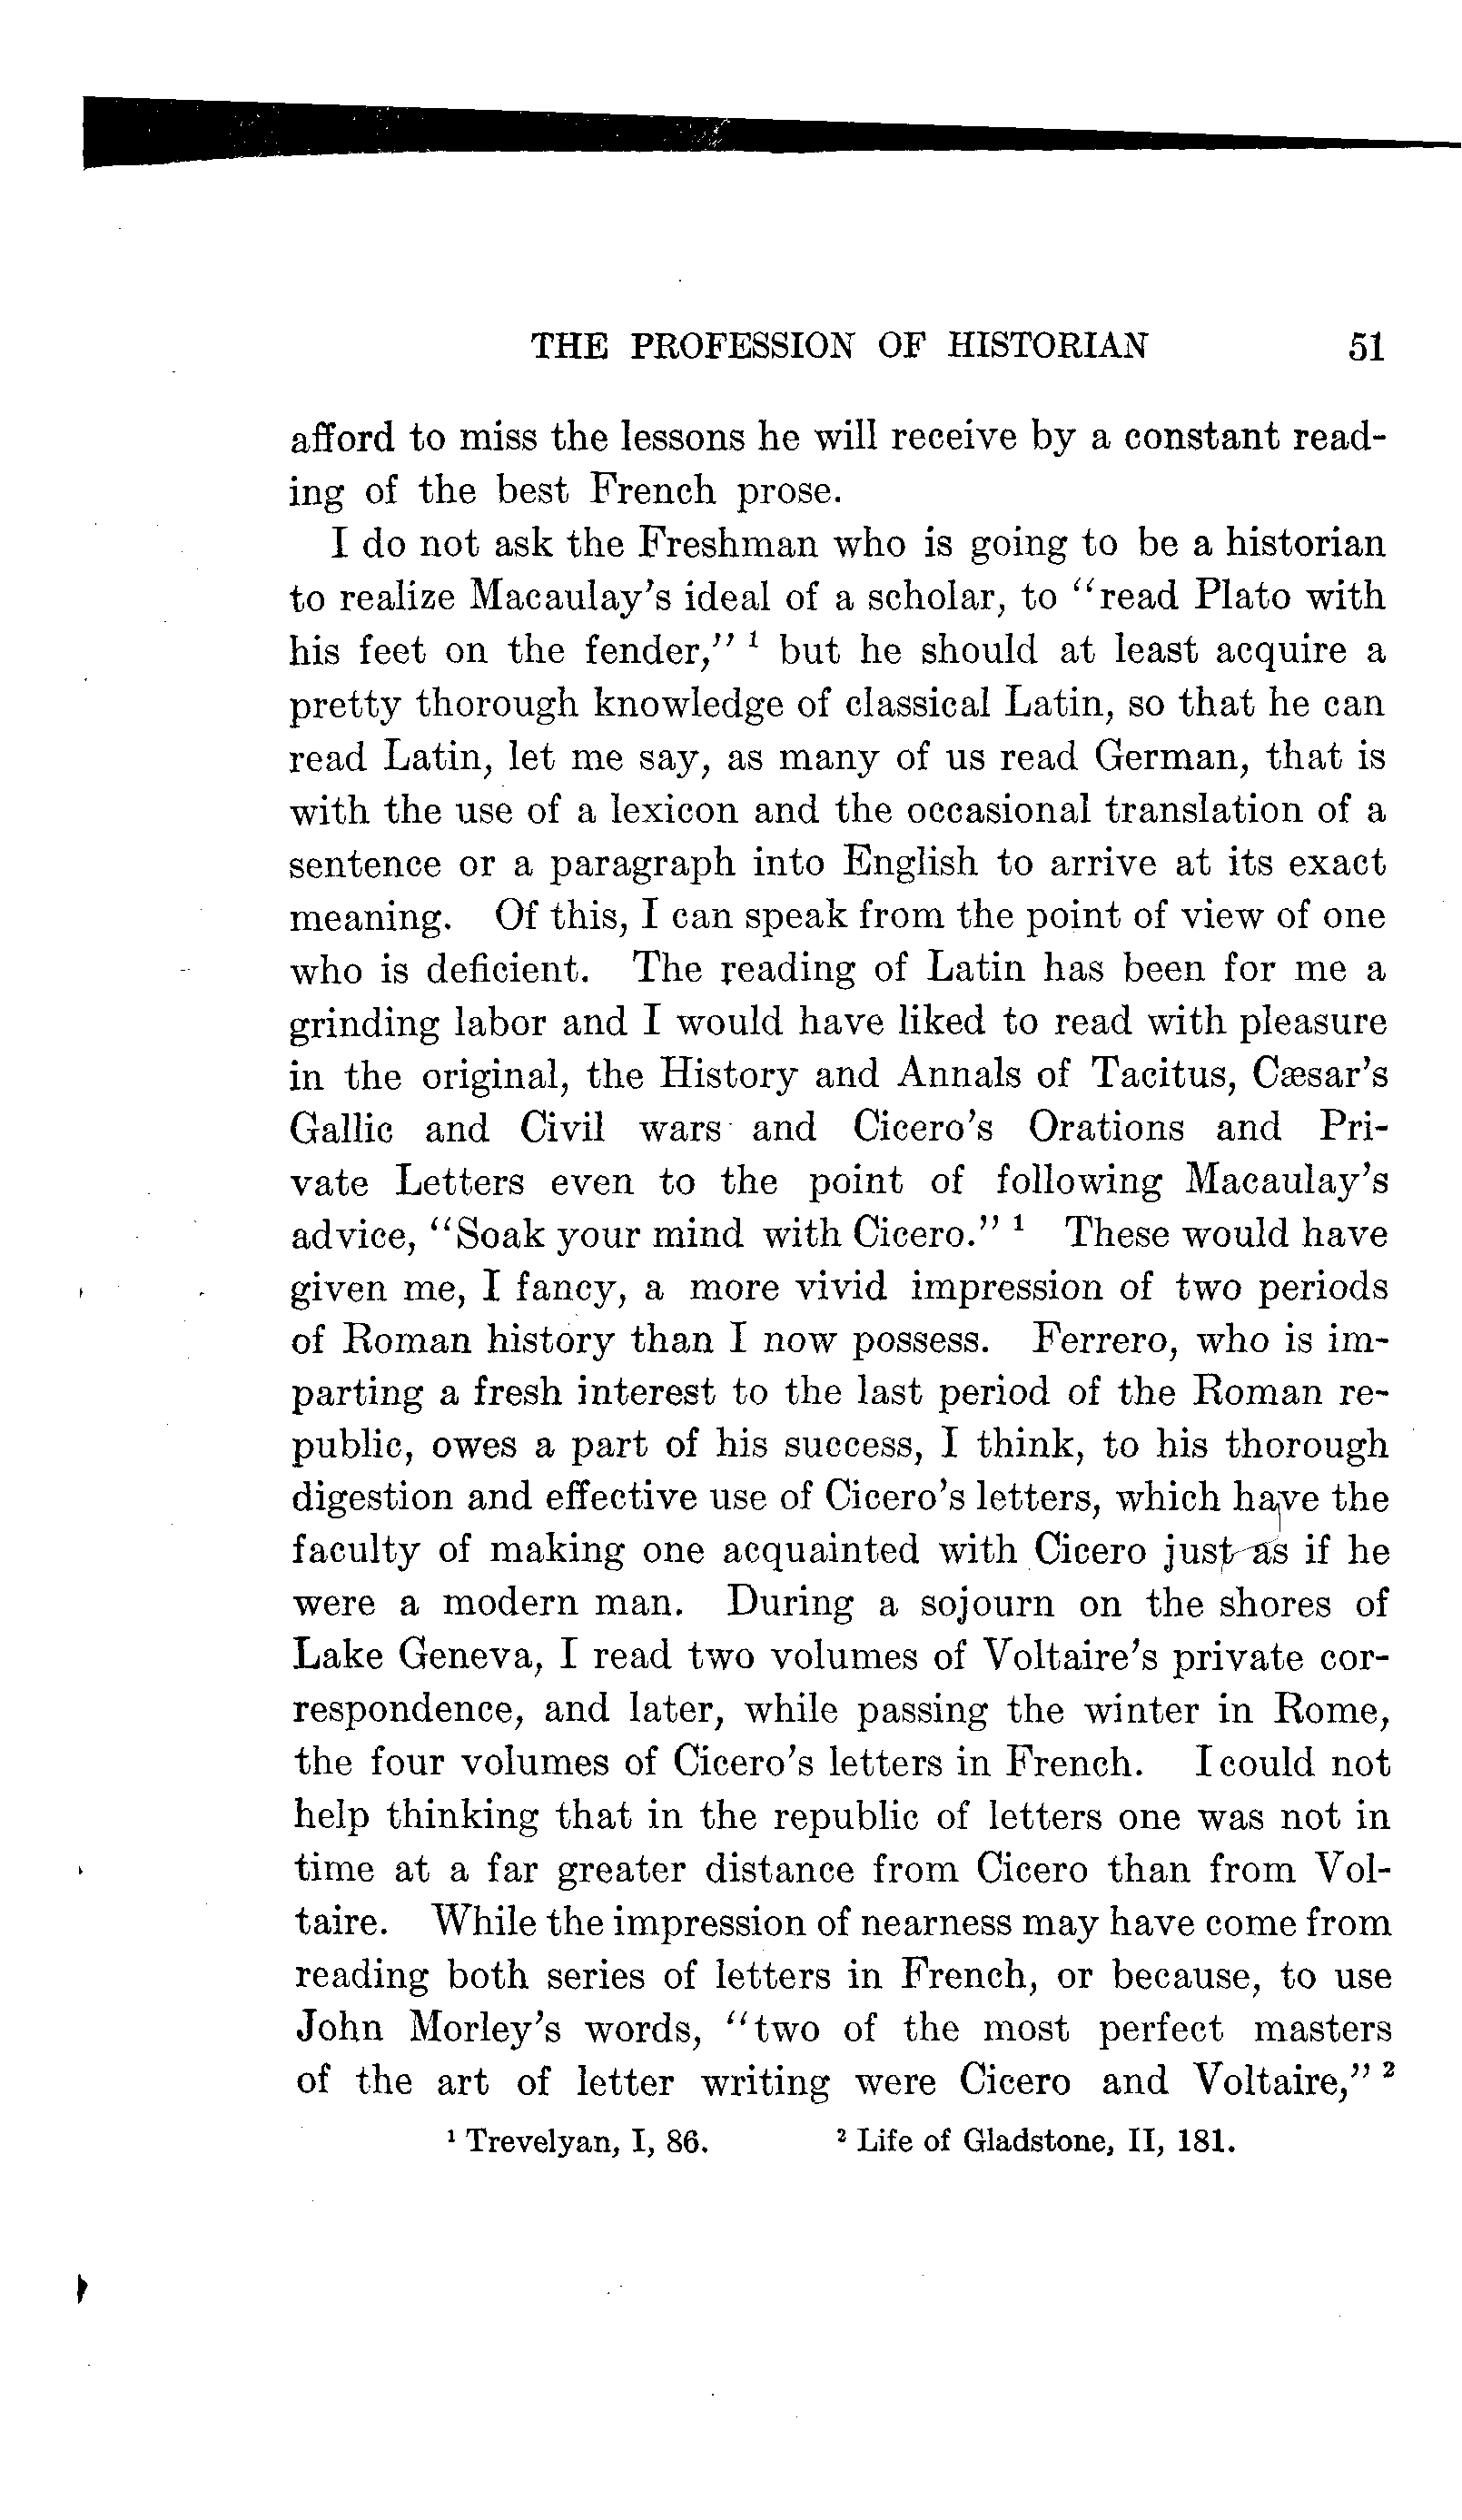 THE PROFESSION OF HISTORIAN 51
afford to miss the lessons he will receive by a constant read-
ing of the best French prose.
I do not ask the Freshman who is going to be a historian
to realize Macaulay's ideal of a scholar, to “read Plato with
his feet on the fender,” ¹ but he should at least acquire a
pretty thorough knowledge of classical Latin, so that he can
read Latin, let me say, as many of us read German, that is
with the use of a lexicon and the occasional translation of a
sentence or a paragraph into English to arrive at its exact
meaning. Of this, I can speak from the point of view of one
who is deficient. The reading of Latin has been for me a
grinding labor and I would have liked to read with pleasure
in the original, the History and Annals of Tacitus, Cæsar's
Gallic and Civil wars and Cicero's Orations and Pri-
vate Letters even to the point of following Macaulay's
advice, “Soak your mind with Cicero.” ¹ These would have
given me, I fancy, a more vivid impression of two periods
of Roman history than I now possess. Ferrero, who is im-
parting a fresh interest to the last period of the Roman re-
public, owes a part of his success, I think, to his thorough
digestion and effective use of Cicero's letters, which have the
faculty of making one acquainted with Cicero just as if he
were a modern man. During a sojourn on the shores of
Lake Geneva, I read two volumes of Voltaire's private cor-
respondence, and later, while passing the winter in Rome,
the four volumes of Cicero's letters in French. I could not
help thinking that in the republic of letters one was not in
time at a far greater distance from Cicero than from Vol-
taire. While the impression of nearness may have come from
reading both series of letters in French, or because, to use
John Morley's words, “two of the most perfect masters
of the art of letter writing were Cicero and Voltaire,” ²
¹ Trevelyan, I, 86. ² Life of Gladstone, II, 181.